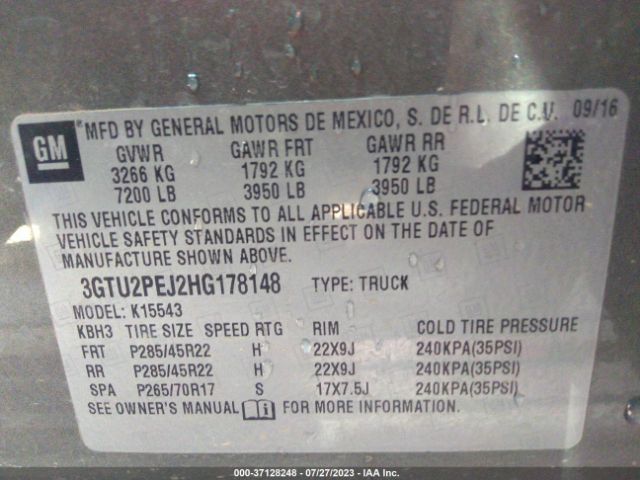 GM
®MFD BY GENERAL MOTORS DE MEXICO, S. DE R.L. DE C.V. 09/16
GVWR GAWR FRT GAWR RR
3266 KG 1792 KG 1792 KG
7200 LB 3950 LB 3950 LB
THIS VEHICLE CONFORMS TO ALL APPLICABLE U.S. FEDERAL MOTOR
VEHICLE SAFETY STANDARDS IN EFFECT ON THE DATE OF
MANUFACTURE SHOWN ABOVE.
3GTU2PEJ2HG178148 TYPE: TRUCK
MODEL: K15543
KBH3 TIRE SIZE SPEED RTG RIM COLD TIRE PRESSURE
FRT P285/45R22 H 22X9J 240KPA(35PSI)
RR P285/45R22 H 22X9J 240KPA(35PSI)
SPA P265/70R17 S 17X7.5J 240KPA(35PSI)
SEE OWNER'S MANUAL FOR MORE INFORMATION.
000-37128248 - 07/27/2023 - IAA Inc.